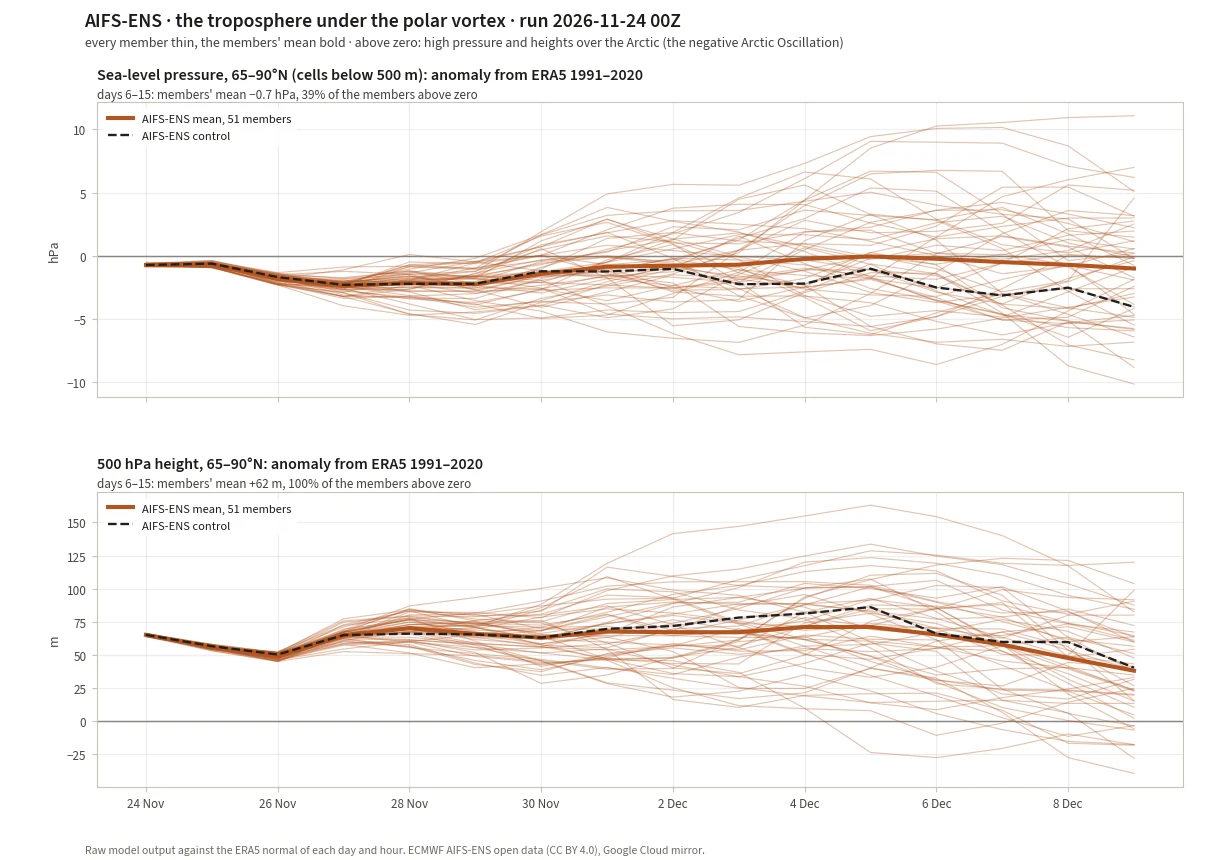 AIFS-ENS · the troposphere under the polar vortex · run 2026-11-24 00Z
every member thin, the members' mean bold · above zero: high pressure and heights over the Arctic (the negative Arctic Oscillation)
Sea-level pressure, 65–90°N (cells below 500 m): anomaly from ERA5 1991–2020
days 6–15: members' mean −0.7 hPa, 39% of the members above zero
AIFS-ENS mean, 51 members
AIFS-ENS control
10
5
0
−5
−10
hPa
500 hPa height, 65–90°N: anomaly from ERA5 1991–2020
days 6–15: members' mean +62 m, 100% of the members above zero
AIFS-ENS mean, 51 members
AIFS-ENS control
150
125
100
75
50
25
0
−25
m
24 Nov
26 Nov
28 Nov
30 Nov
2 Dec
4 Dec
6 Dec
8 Dec
Raw model output against the ERA5 normal of each day and hour. ECMWF AIFS-ENS open data (CC BY 4.0), Google Cloud mirror.